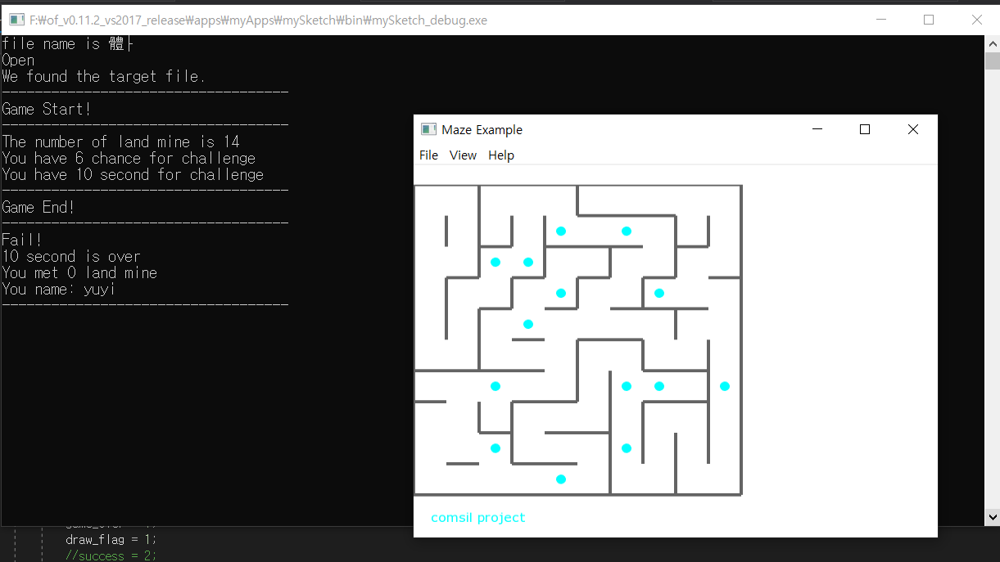 F:₩of_v0.11.2_vs2017_release₩apps₩myApps₩mySketch₩bin₩mySketch_debug.exe
file name is 體
Open
We found the target file.
-----------------------------------
Game Start!
-----------------------------------
The number of land mine is 14
You have 6 chance for challenge
You have 10 second for challenge
-----------------------------------
Game End!
-----------------------------------
Fail!
10 second is over
You met 0 land mine
You name: yuyi
-----------------------------------
Maze Example
File View Help
comsil project
draw_flag = 1;
//success = 2;